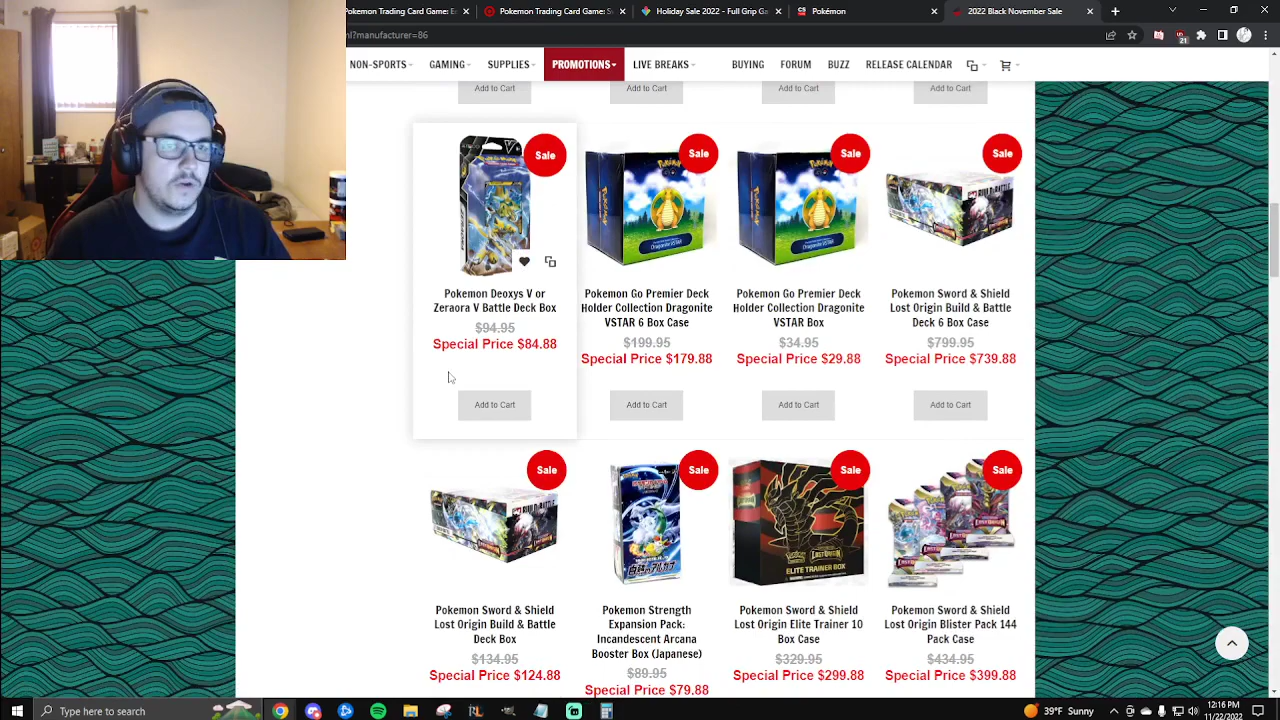 Pokemon Trading Card Game
Holiday Sale 2022 - Full Grip Ga
Pokémon
2022 Black November Sale
ml?manufacturer=86
21
NON-SPORTS
GAMING
SUPPLIES
PROMOTIONS
LIVE BREAKS
BUYING
FORUM
BUZZ
RELEASE CALENDAR
Add to Cart
Add to Cart
Add to Cart
Add to Cart
Sale
Sale
Sale
Sale
Pokemon Deoxys V or
Zeraora V Battle Deck Box
$94.95
Special Price $84.88
Add to Cart
Pokemon Go Premier Deck
Holder Collection Dragonite
VSTAR 6 Box Case
$199.95
Special Price $179.88
Add to Cart
Pokemon Go Premier Deck
Holder Collection Dragonite
VSTAR Box
$34.95
Special Price $29.88
Add to Cart
Pokemon Sword & Shield
Lost Origin Build & Battle
Deck 6 Box Case
$799.95
Special Price $739.88
Add to Cart
Sale
Sale
Sale
Sale
ELITE TRAINER BOX
Pokemon Sword & Shield
Lost Origin Build & Battle
Deck Box
$134.95
Special Price $124.88
Pokemon Strength
Expansion Pack:
Incandescent Arcana
Booster Box (Japanese)
$89.95
Special Price $79.88
Pokemon Sword & Shield
Lost Origin Elite Trainer 10
Box Case
$329.95
Special Price $299.88
Pokemon Sword & Shield
Lost Origin Blister Pack 144
Pack Case
$434.95
Special Price $399.88
Type here to search
39°F Sunny
12:16 PM
11/22/2022